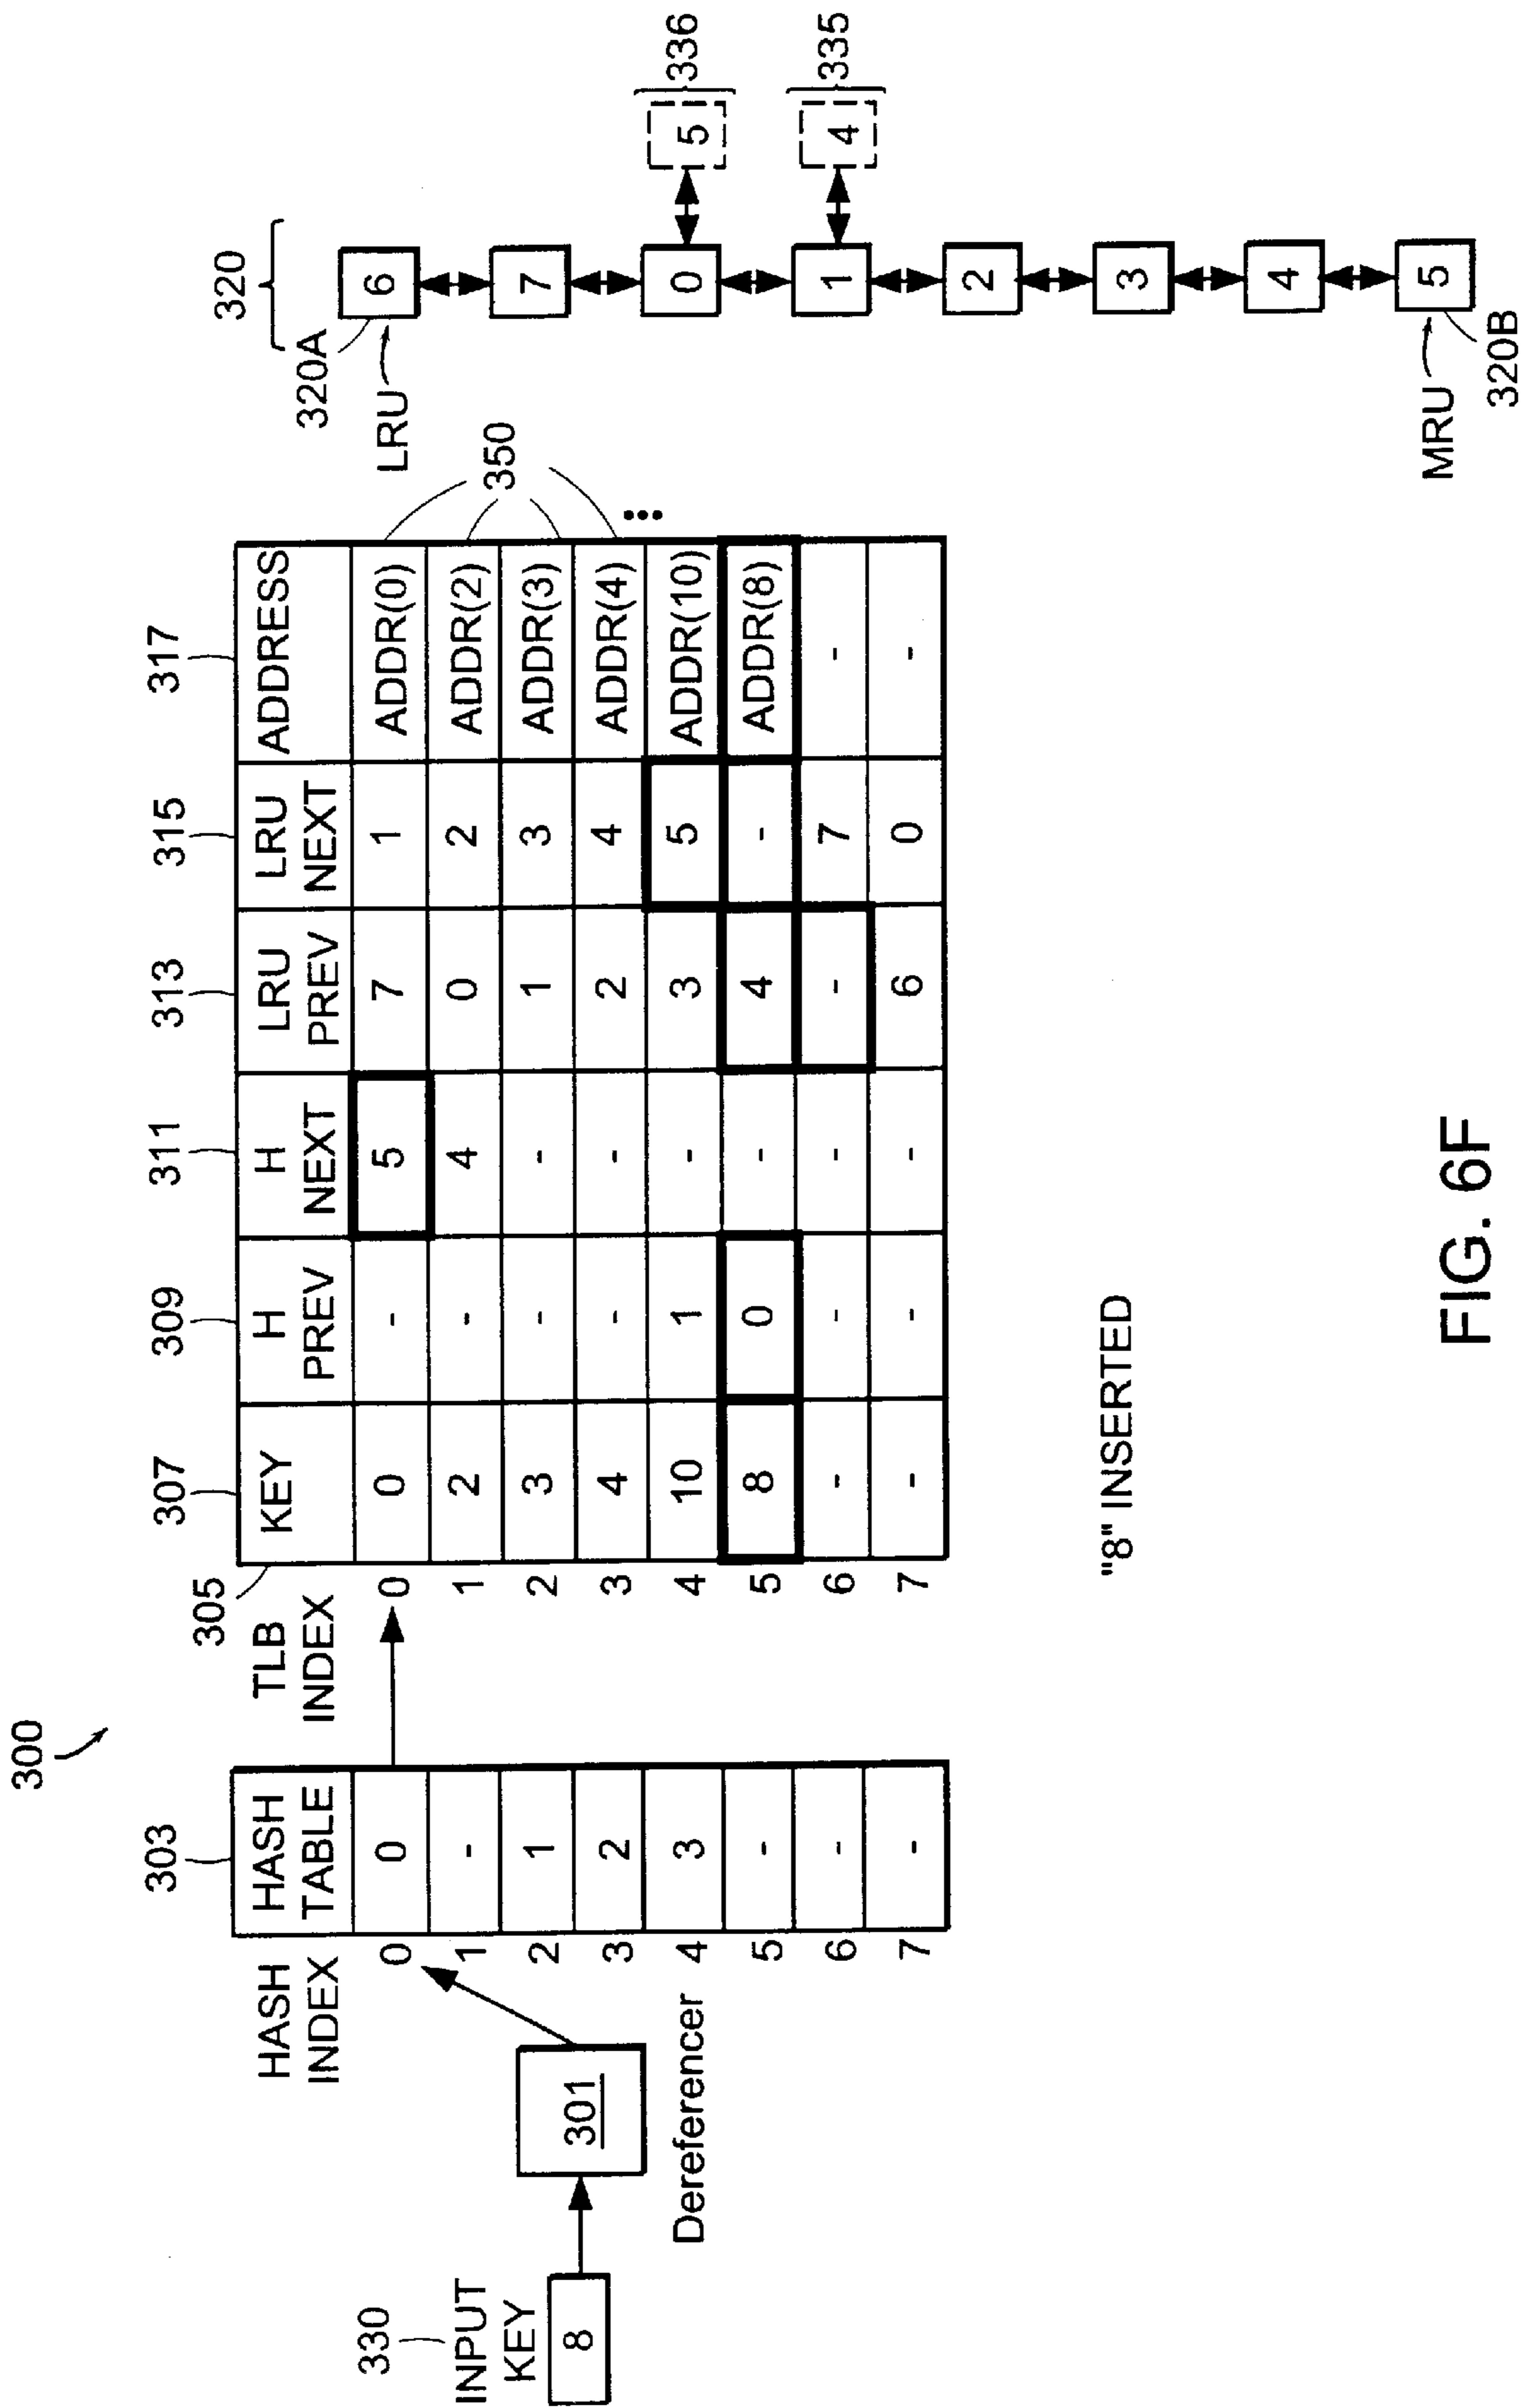 300
330
INPUT
KEY
8
301
Dereferencer
303
HASH INDEX HASH TABLE
0 0
1 -
2 1
3 2
4 3
5 -
6 -
7 -
305 307 309 311 313 315 317
TLB INDEX KEY H PREV H NEXT LRU PREV LRU NEXT ADDRESS
0 0 - 5 7 1 ADDR(0)
1 2 - 4 0 2 ADDR(2)
2 3 - - 1 3 ADDR(3)
3 4 - - 2 4 ADDR(4)
4 10 1 - 3 5 ADDR(10)
5 8 0 - 4 - ADDR(8)
6 - - - - 7 -
7 - - - 6 0 -
350
...
320
320A
LRU
6
7
0 5 336
1 4 335
2
3
4
5
MRU
320B
"8" INSERTED
FIG. 6F